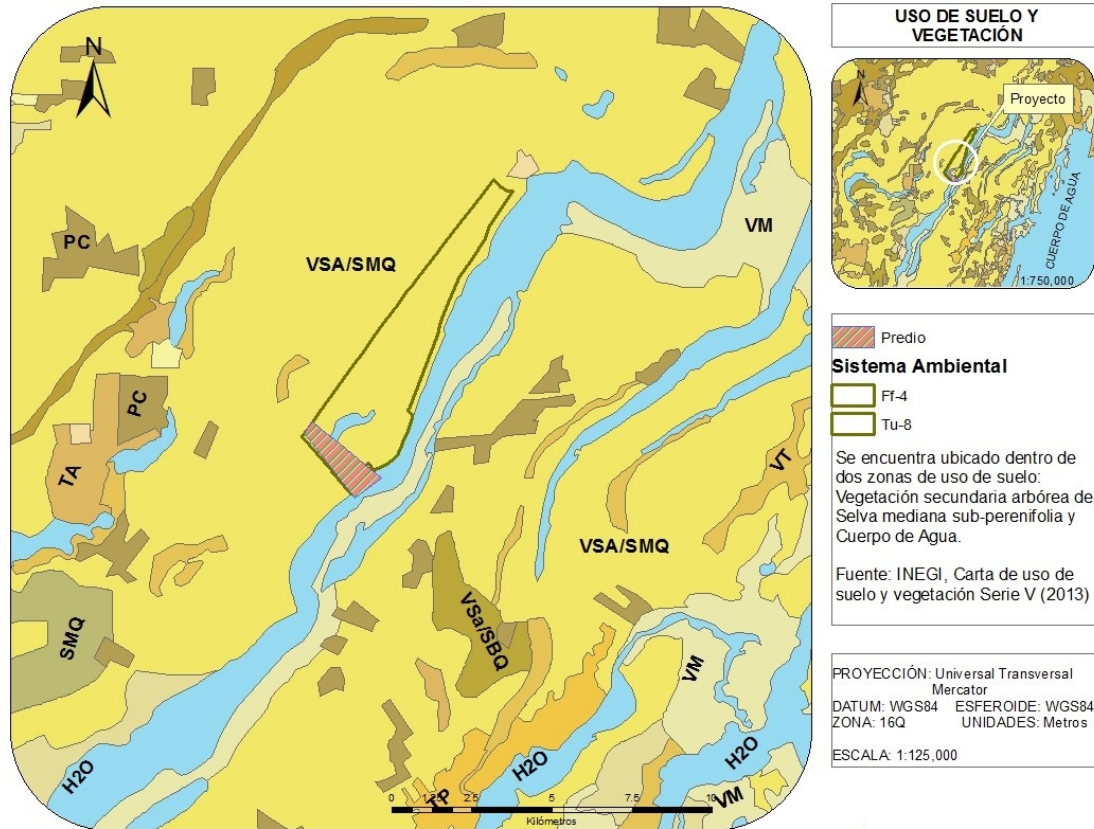 N
PC
VSA/SMQ
VM
PC
TA
VT
VSA/SMQ
VSa/SBQ
SMQ
VM
H2O
H2O
H2O
TP
VM
0 1.25 2.5 5 7.5 10
Kilómetros
USO DE SUELO Y
VEGETACIÓN
N
Proyecto
CUERPO DE AGUA
1:750,000
Predio
Sistema Ambiental
Ff-4
Tu-8
Se encuentra ubicado dentro de
dos zonas de uso de suelo:
Vegetación secundaria arbórea de
Selva mediana sub-perenifolia y
Cuerpo de Agua.
Fuente: INEGI, Carta de uso de
suelo y vegetación Serie V (2013)
PROYECCIÓN: Universal Transversal
Mercator
DATUM: WGS84 ESFEROIDE: WGS84
ZONA: 16Q UNIDADES: Metros
ESCALA: 1:125,000